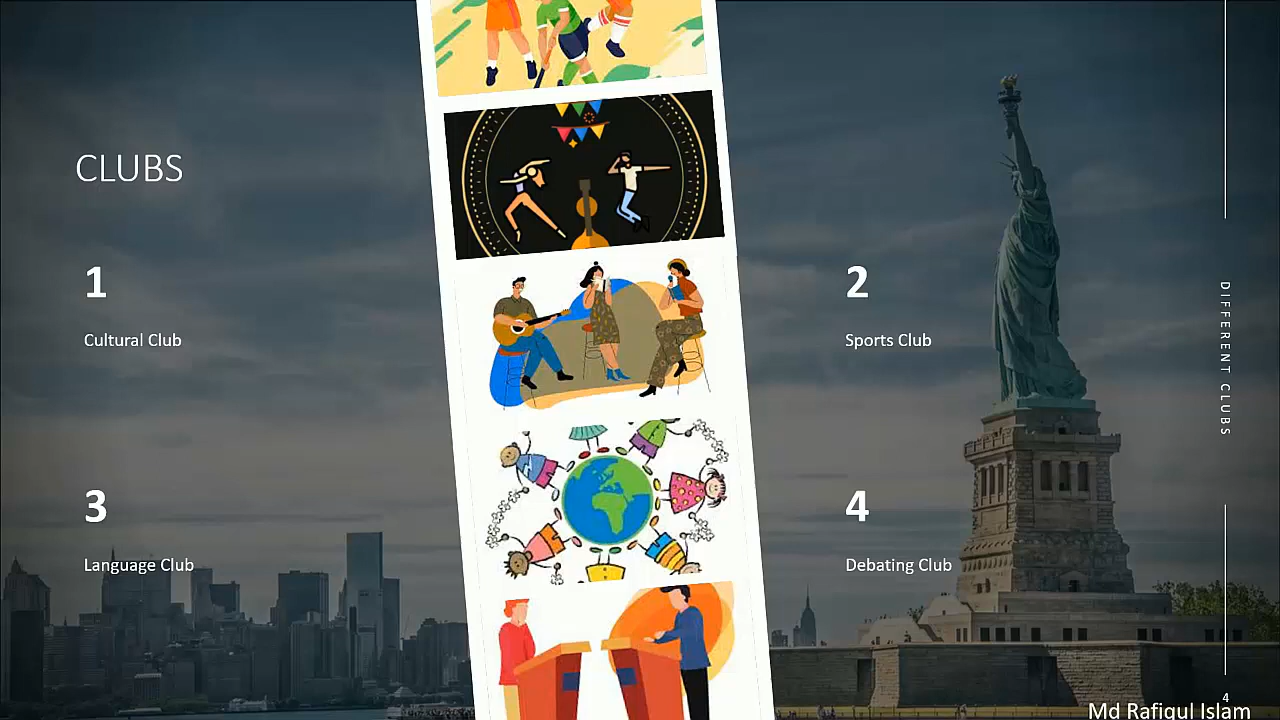 CLUBS
1
Cultural Club
2
Sports Club
3
Language Club
4
Debating Club
DIFFERENT CLUBS
4
Md Rafiqul Islam